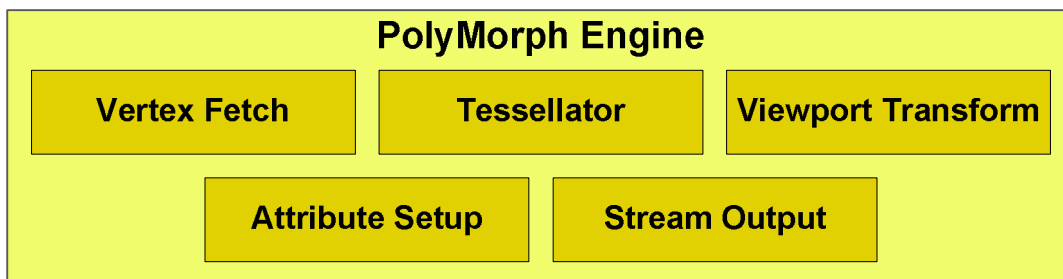 PolyMorph Engine
Vertex Fetch
Tessellator
Viewport Transform
Attribute Setup
Stream Output